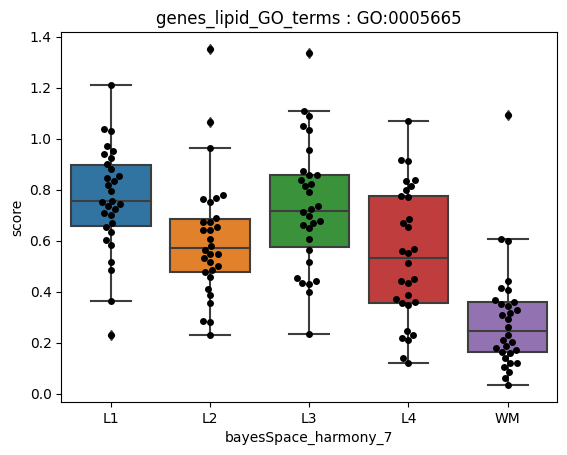 genes_lipid_GO_terms : GO:0005665
1.4
1.2
1.0
0.8
0.6
0.4
0.2
0.0
score
L1 L2 L3 L4 WM
bayesSpace_harmony_7